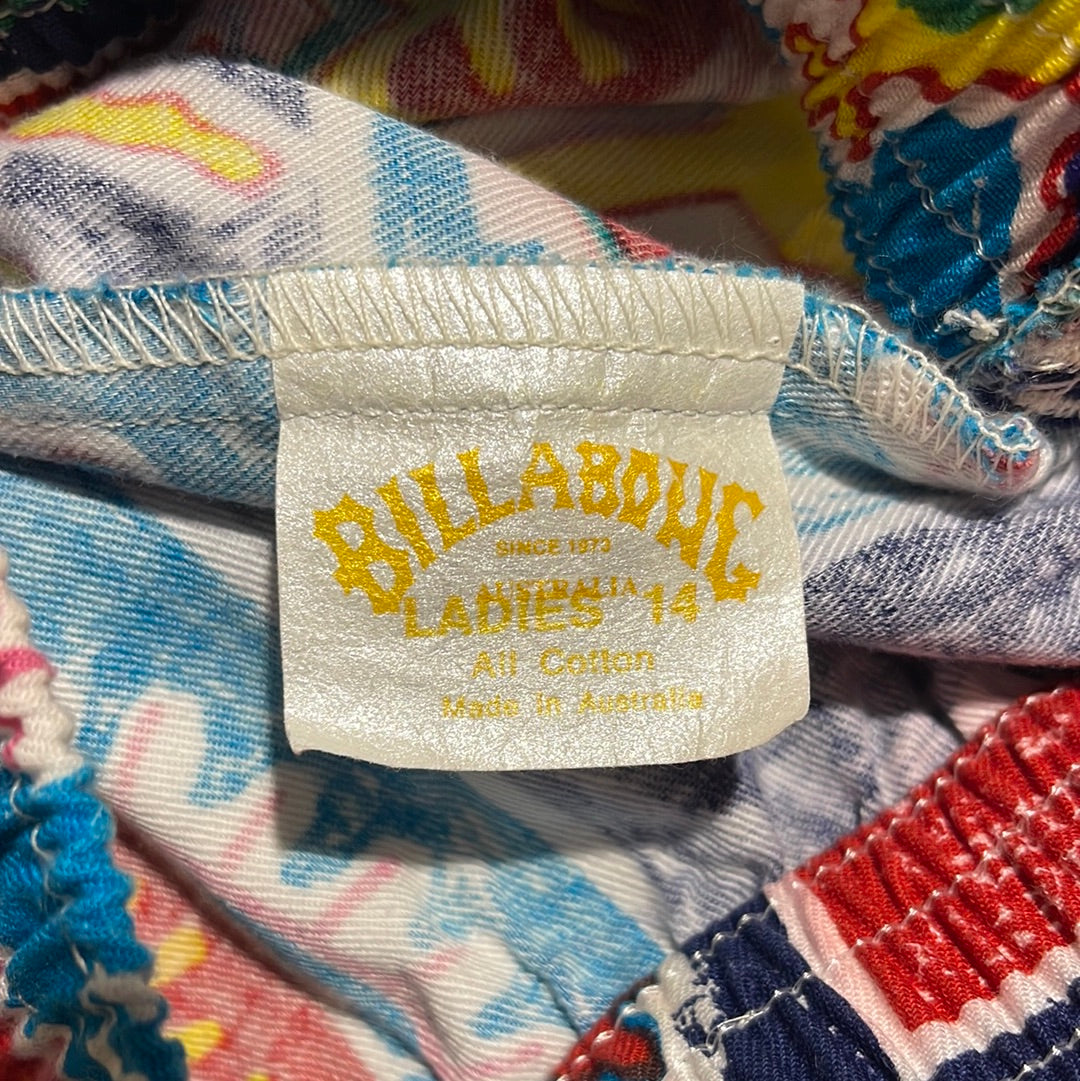 BILLABONG
SINCE 1973
AUSTRALIA
LADIES 14
All Cotton
Made in Australia